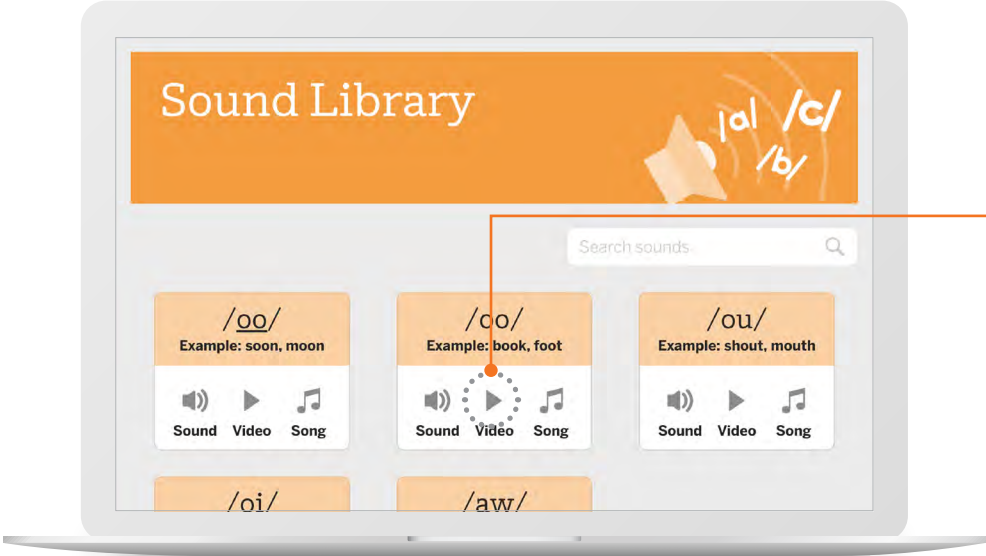 Sound Library
/a/ /c/
/b/
Search sounds
/oo/
Example: soon, moon
Sound Video Song
/oo/
Example: book, foot
Sound Video Song
/ou/
Example: shout, mouth
Sound Video Song
/oi/
/aw/